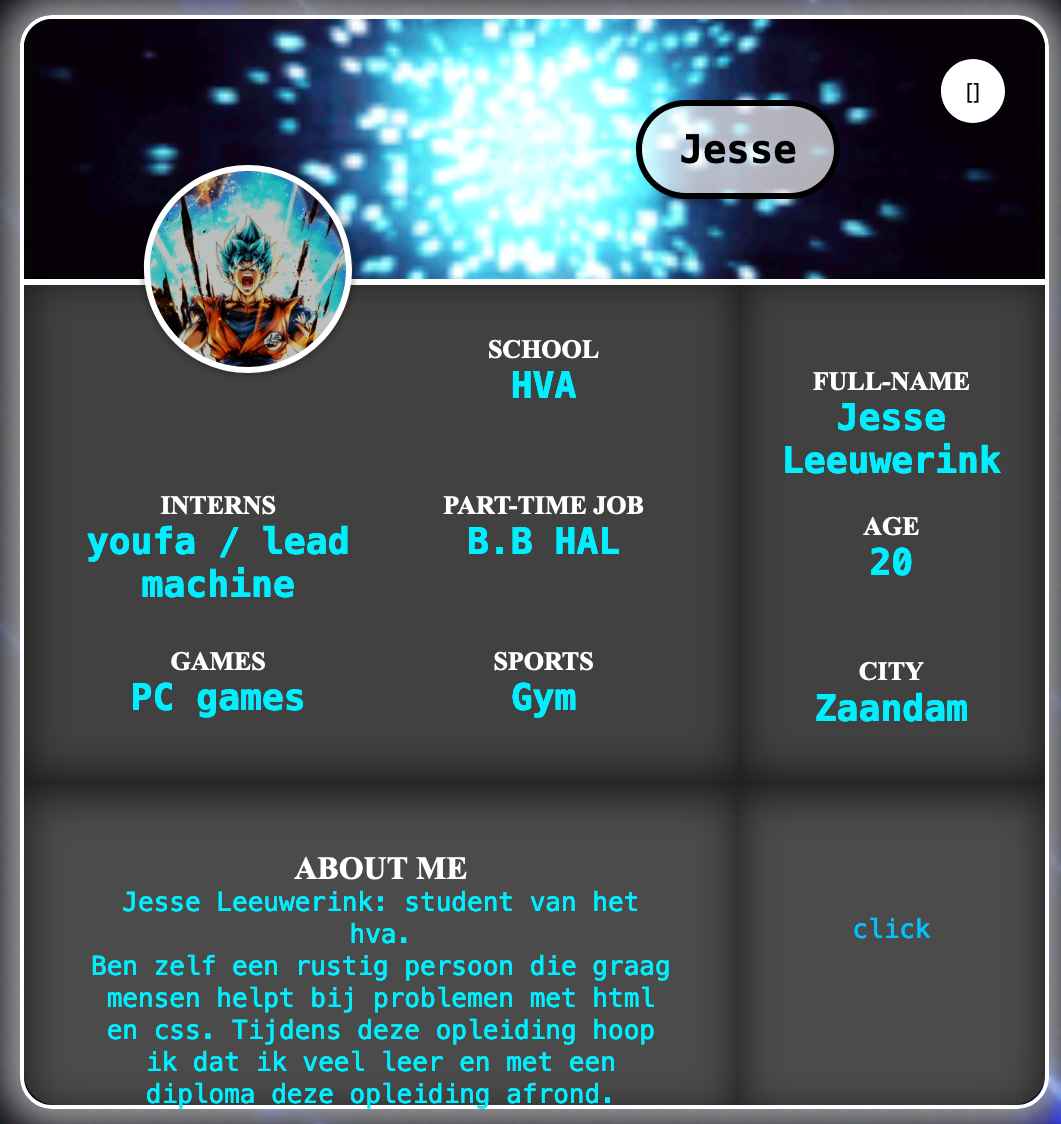 []
Jesse
SCHOOL
HVA
INTERNS
youfa / lead
machine
PART-TIME JOB
B.B HAL
GAMES
PC games
SPORTS
Gym
FULL-NAME
Jesse
Leeuwerink
AGE
20
CITY
Zaandam
ABOUT ME
Jesse Leeuwerink: student van het
hva.
Ben zelf een rustig persoon die graag
mensen helpt bij problemen met html
en css. Tijdens deze opleiding hoop
ik dat ik veel leer en met een
diploma deze opleiding afrond.
click